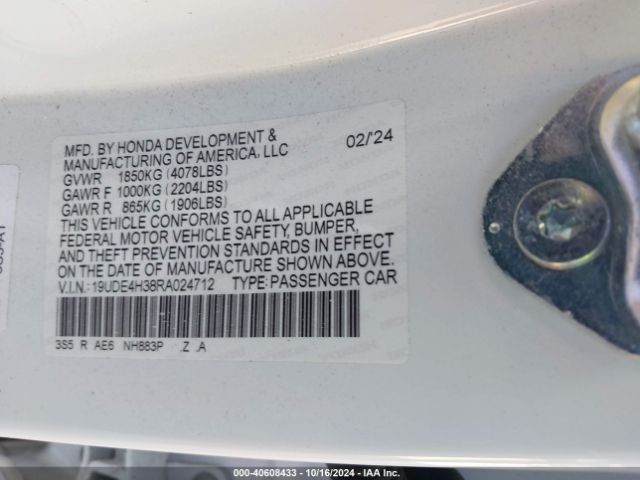 MFD. BY HONDA DEVELOPMENT & 02/'24
MANUFACTURING OF AMERICA, LLC
GVWR 1850KG (4078LBS)
GAWR F 1000KG (2204LBS)
GAWR R 865KG (1906LBS)
THIS VEHICLE CONFORMS TO ALL APPLICABLE
FEDERAL MOTOR VEHICLE SAFETY, BUMPER,
AND THEFT PREVENTION STANDARDS IN EFFECT
ON THE DATE OF MANUFACTURE SHOWN ABOVE.
V.I.N.: 19UDE4H38RA024712 TYPE: PASSENGER CAR
3S5 R AE6 NH883P .Z .A
000-40608433 - 10/16/2024 - IAA Inc.